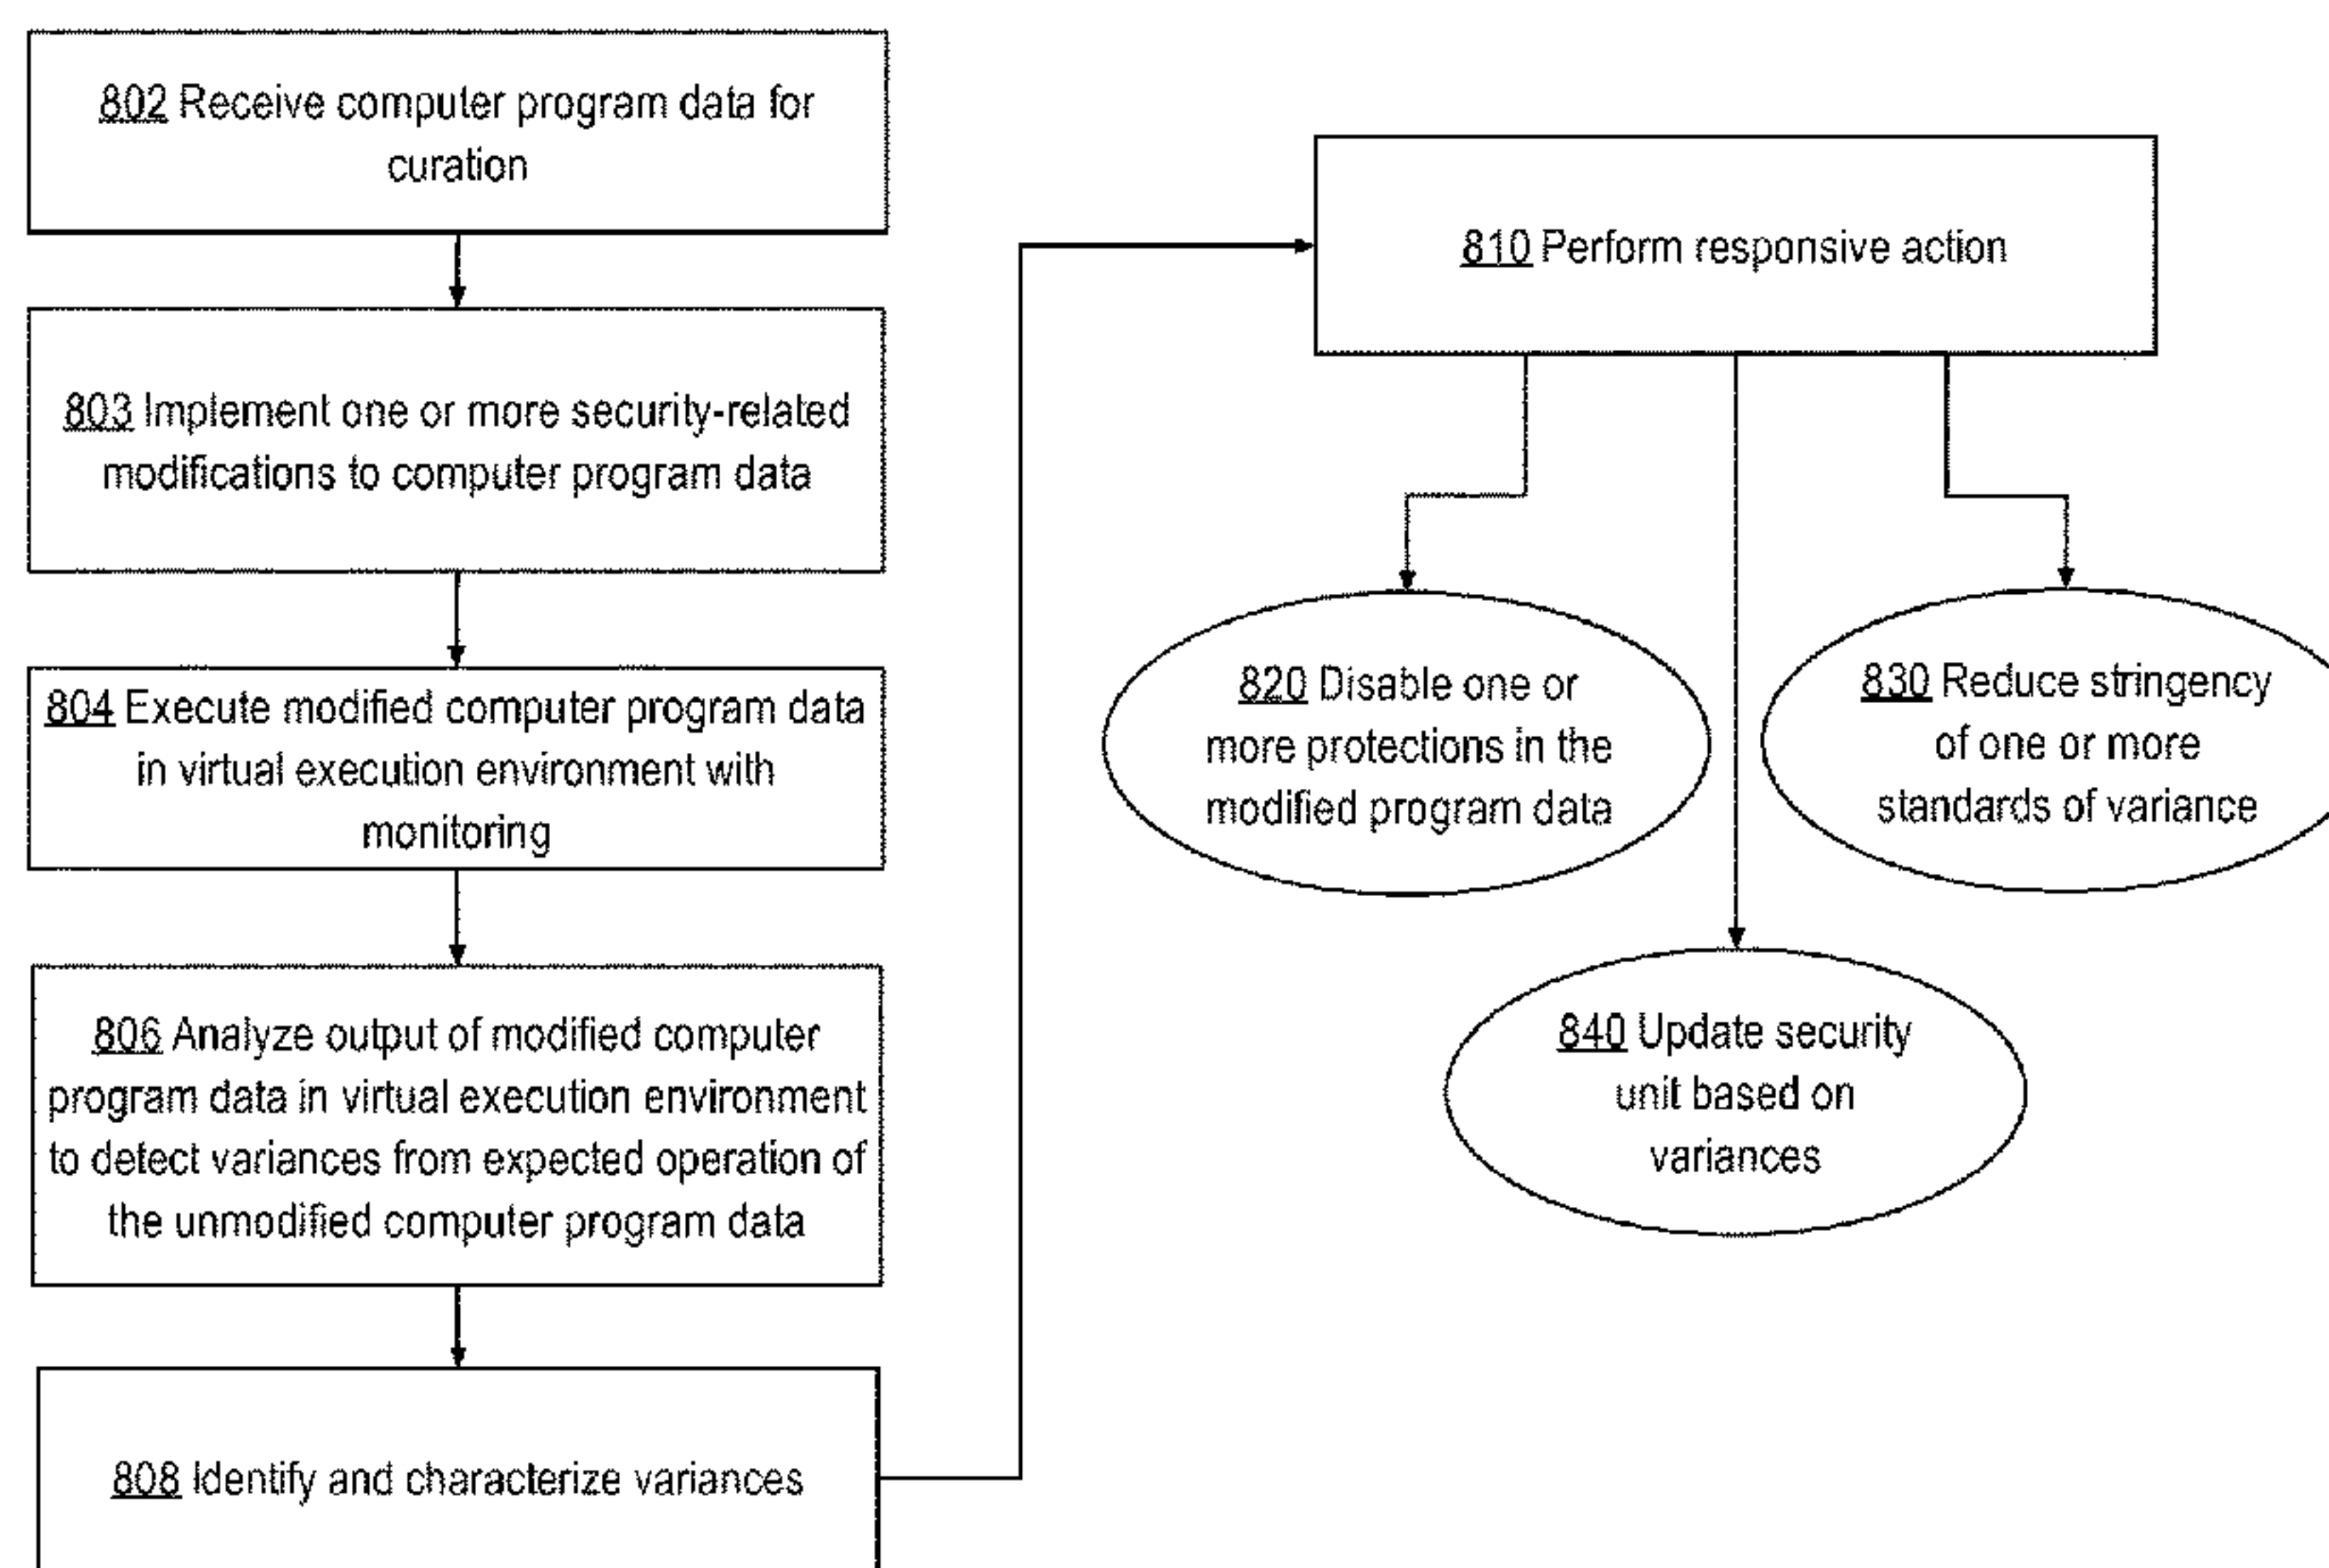 802 Receive computer program data for
curation
803 Implement one or more security-related
modifications to computer program data
804 Execute modified computer program data
in virtual execution environment with
monitoring
806 Analyze output of modified computer
program data in virtual execution environment
to detect variances from expected operation of
the unmodified computer program data
808 Identify and characterize variances
810 Perform responsive action
820 Disable one or
more protections in the
modified program data
830 Reduce stringency
of one or more
standards of variance
840 Update security
unit based on
variances